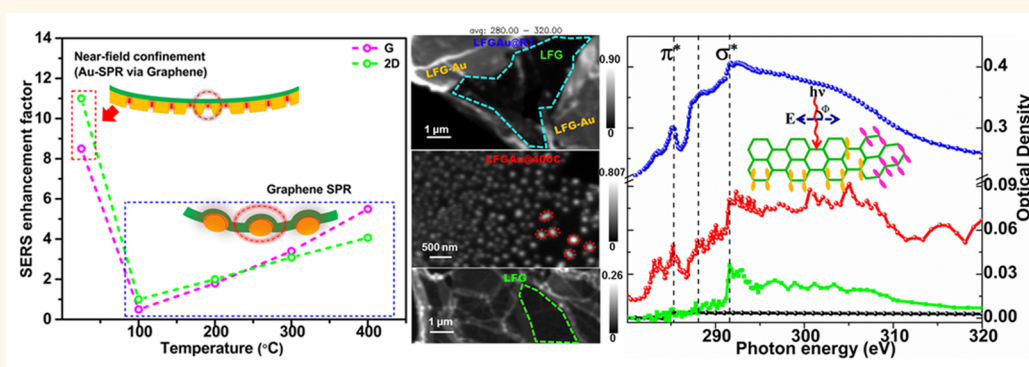 SERS enhancement factor
14
12
10
8
6
4
2
0
Near-field confinement
(Au-SPR via Graphene)
G
2D
Graphene SPR
100
200
300
400
Temperature (°C)
avg: 280.00 — 320.00
LFGAu@RT
LFG
LFG-Au
LFG-Au
1 µm
0.90
0
LFGAu@400C
500 nm
0.807
0
LFG
1 µm
0.26
0
π*
σ*
hν
Φ
E
0.4
0.3
0.09
0.06
0.03
0.00
Optical Density
290
300
310
320
Photon energy (eV)